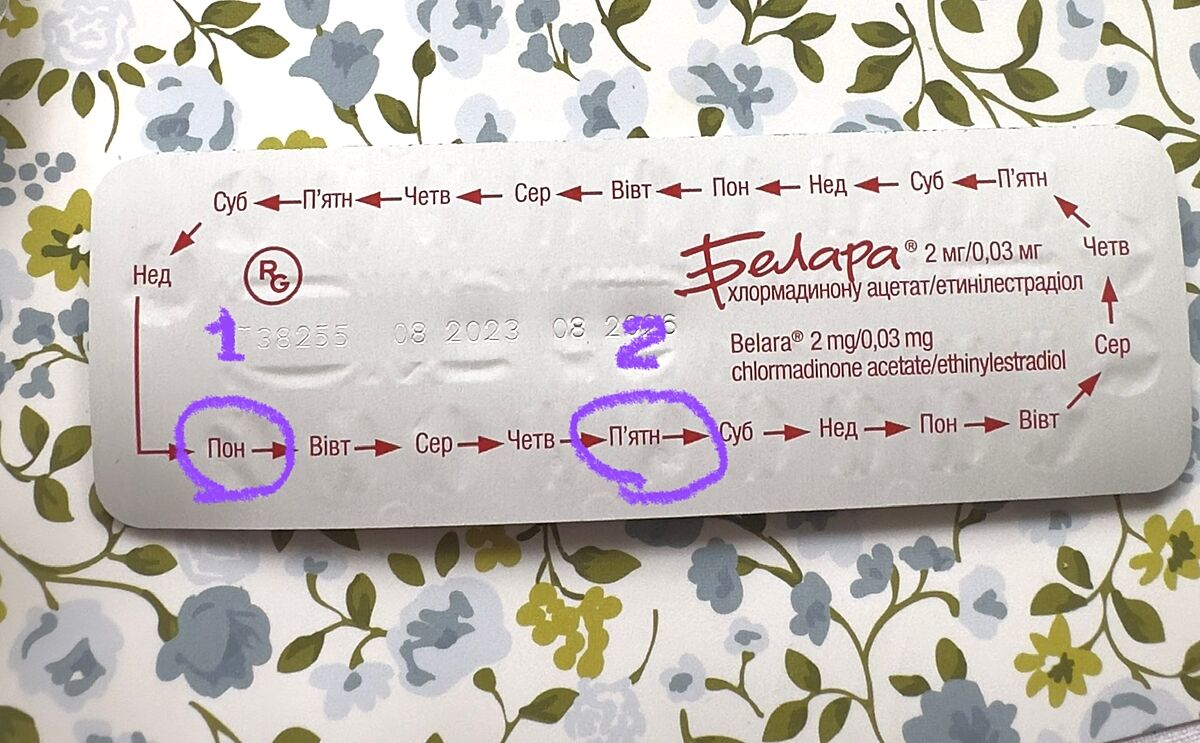 Суб П'ятн Четв Сер Вівт Пон Нед Суб П'ятн
Нед
Четв
RG
Белара® 2 мг/0,03 мг
хлормадинону ацетат/етинілестрадіол
1
38255 08 2023 08 2026
2
Belara® 2 mg/0,03 mg
chlormadinone acetate/ethinylestradiol
Сер
Пон Вівт Сер Четв П'ятн Суб Нед Пон Вівт